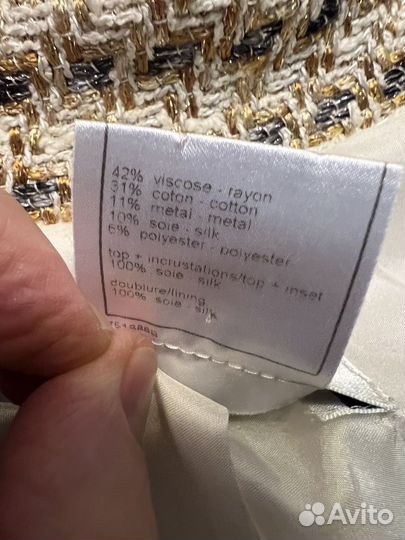 42% viscose - rayon
31% coton - cotton
11% metal - metal
10% soie - silk
6% polyester - polyester
top + incrustations/top + inset
100% soie - silk
doublure/lining
100% soie - silk
Avito